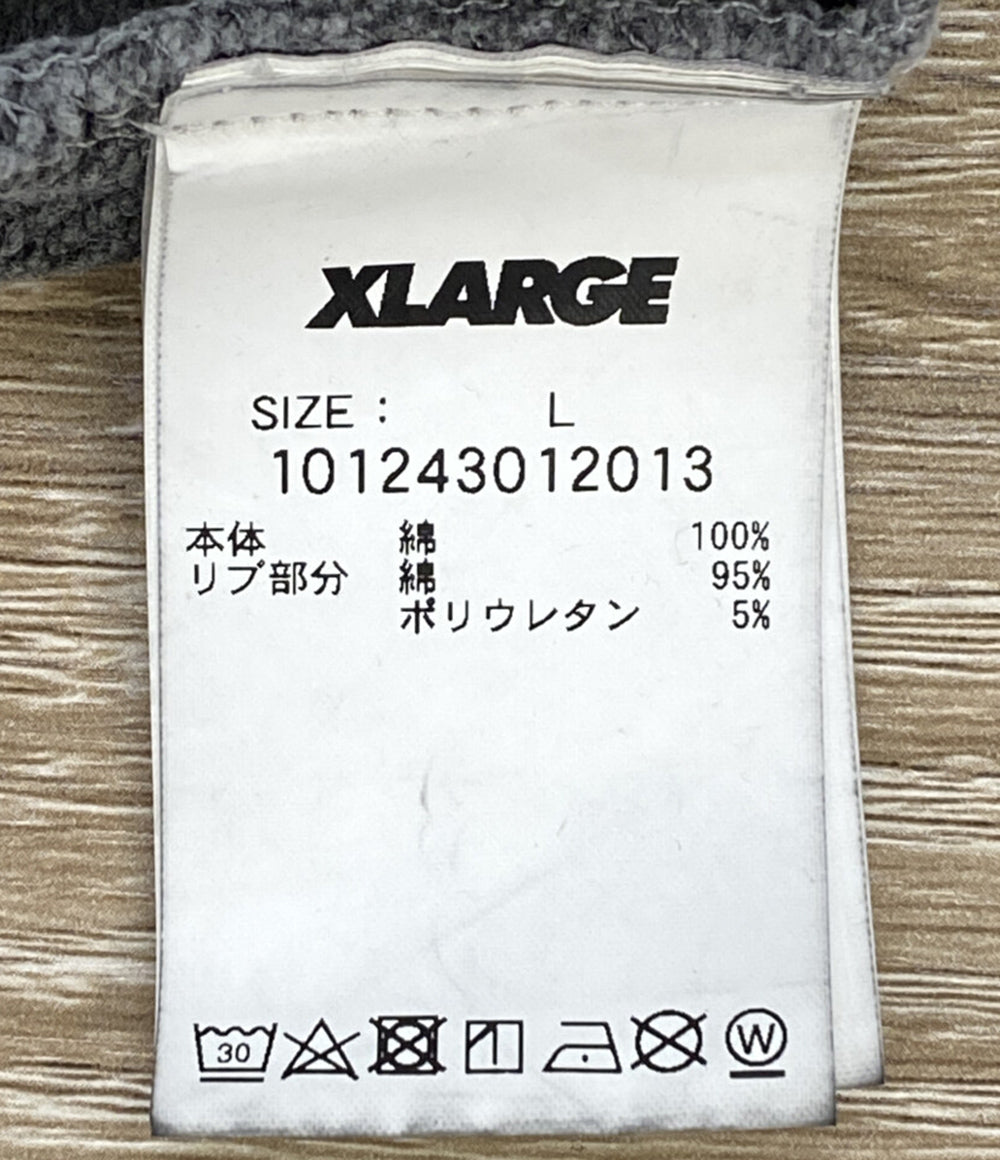 XLARGE
SIZE : L
101243012013
本体 綿 100%
リブ部分 綿 95%
ポリウレタン 5%
30 W